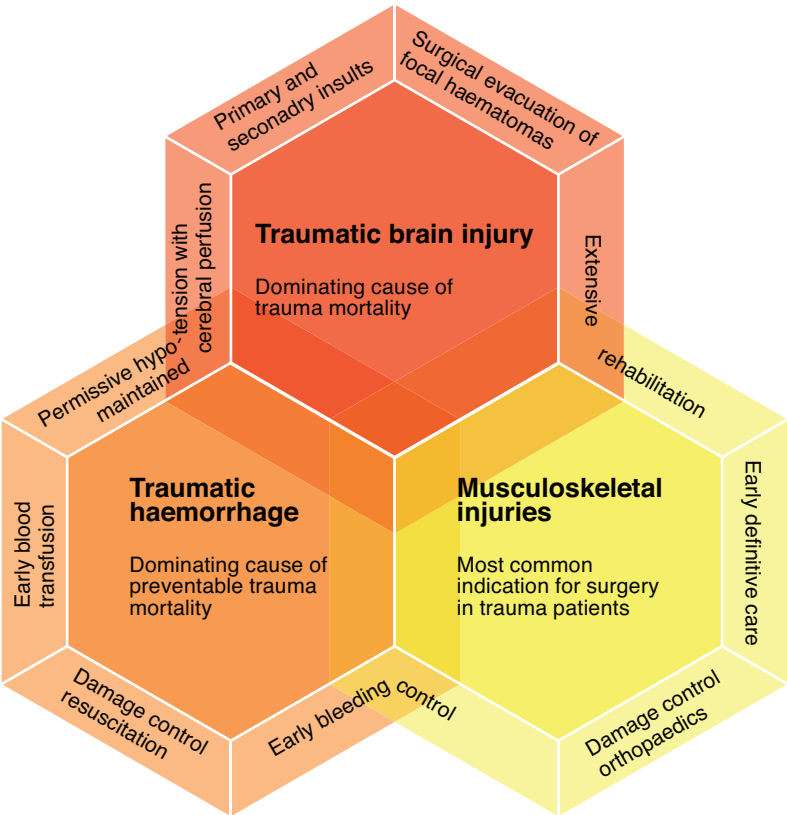 Primary and
seconadry insults
Surgical evacuation of
focal haematomas
Traumatic brain injury
Dominating cause of
trauma mortality
Extensive
rehabilitation
Permissive hypo-tension with
cerebral perfusion
maintained
Traumatic
haemorrhage
Dominating cause of
preventable trauma
mortality
Musculoskeletal
injuries
Most common
indication for surgery
in trauma patients
Early blood
transfusion
Early definitive care
Damage control
resuscitation
Early bleeding control
Damage control
orthopaedics